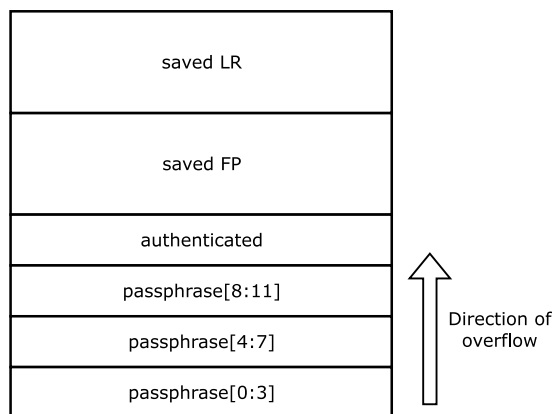 saved LR
saved FP
authenticated
passphrase[8:11]
passphrase[4:7]
passphrase[0:3]
Direction of
overflow